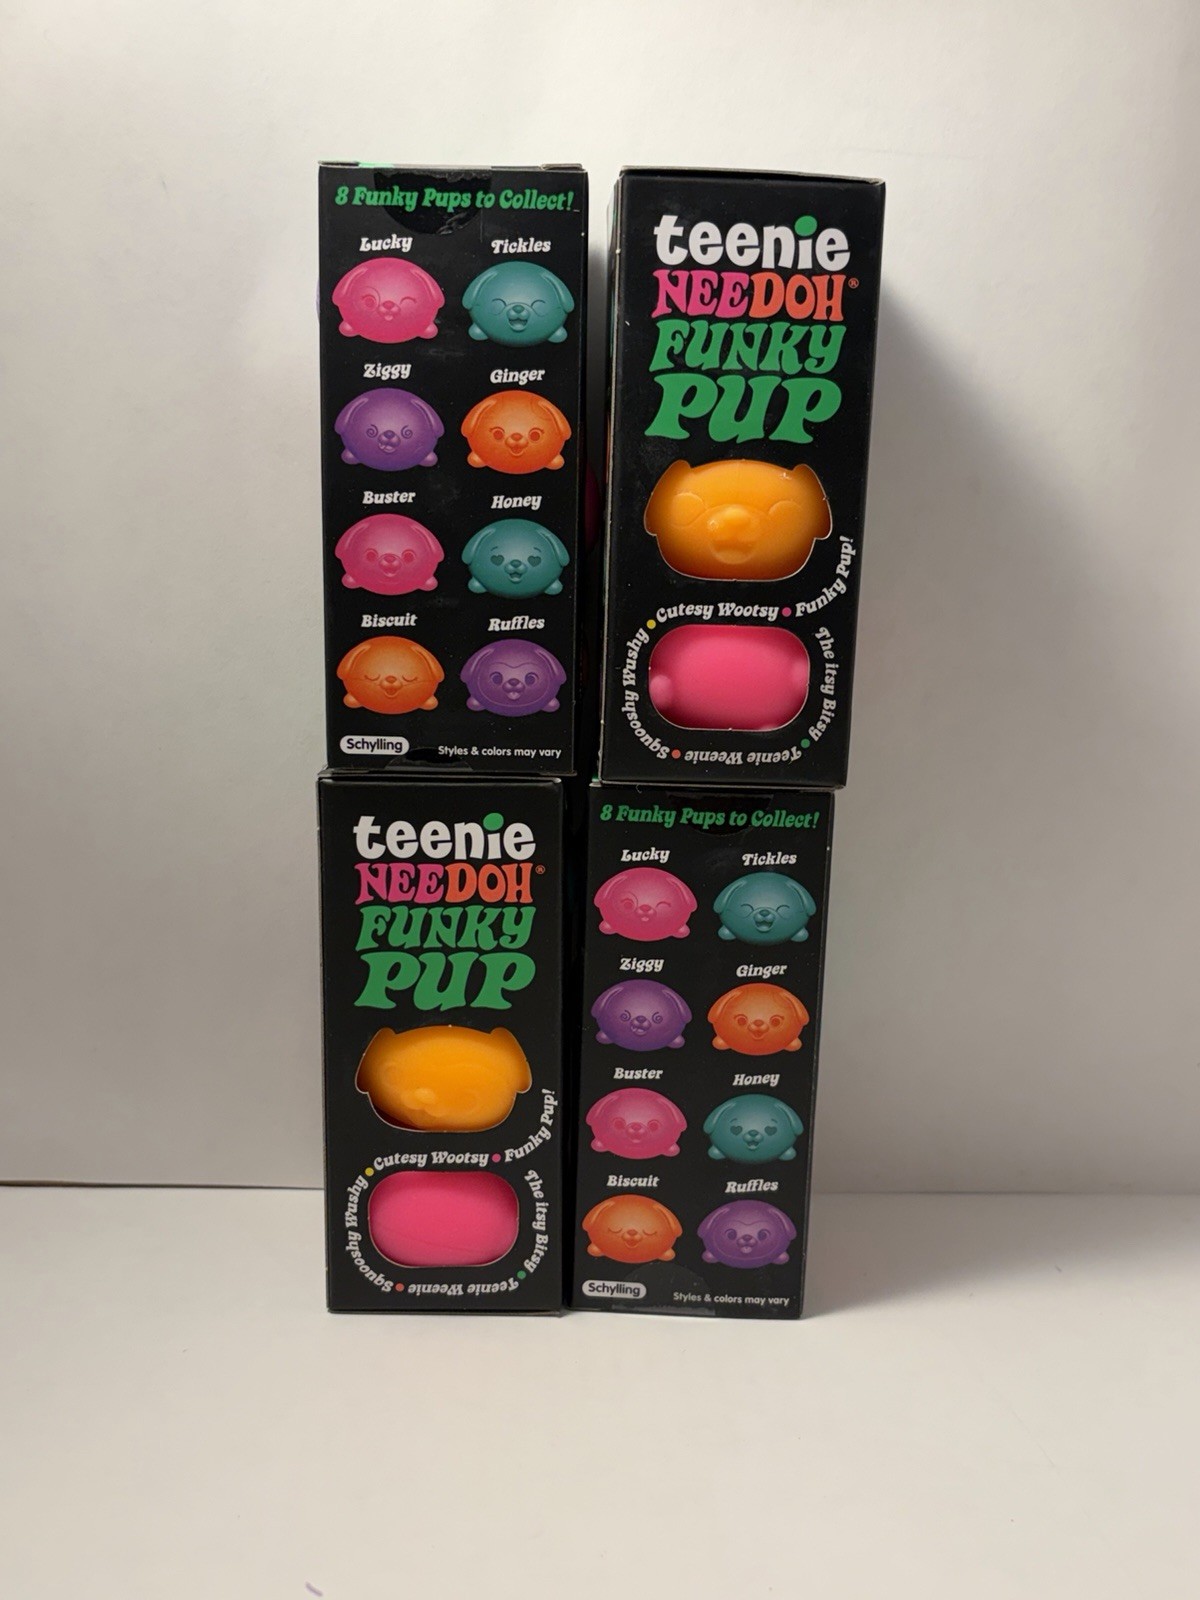 8 Funky Pups to Collect!
Lucky Tickles
Ziggy Ginger
Buster Honey
Biscuit Ruffles
Schylling Styles & colors may vary
teenie
NEEDOH®
FUNKY
PUP
Squooshy Wushy • Cutesy Wootsy • Funky Pup!
The itsy Bitsy • Teenie Weenie •
teenie
NEEDOH®
FUNKY
PUP
Squooshy Wushy • Cutesy Wootsy • Funky Pup!
The itsy Bitsy • Teenie Weenie •
8 Funky Pups to Collect!
Lucky Tickles
Ziggy Ginger
Buster Honey
Biscuit Ruffles
Schylling Styles & colors may vary